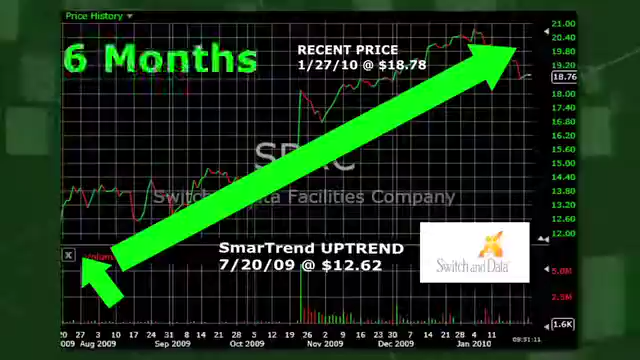 Price History
6 Months
RECENT PRICE
1/27/10 @ $18.78
21.00
20.40
19.80
19.20
18.76
18.00
17.40
16.80
16.20
15.60
15.00
14.40
13.80
13.20
12.60
12.00
Facilities Company
SmarTrend UPTREND
7/20/09 @ $12.62
Switch and Data
X
5.0M
2.5M
1.6K
20 27 3 10 17 24 31 8 14 21 28 5 12 19 26 2 9 16 23 30 7 14 21 28 4 11
2009 Aug 2009 Sep 2009 Oct 2009 Nov 2009 Dec 2009 Jan 2010
09:31:11